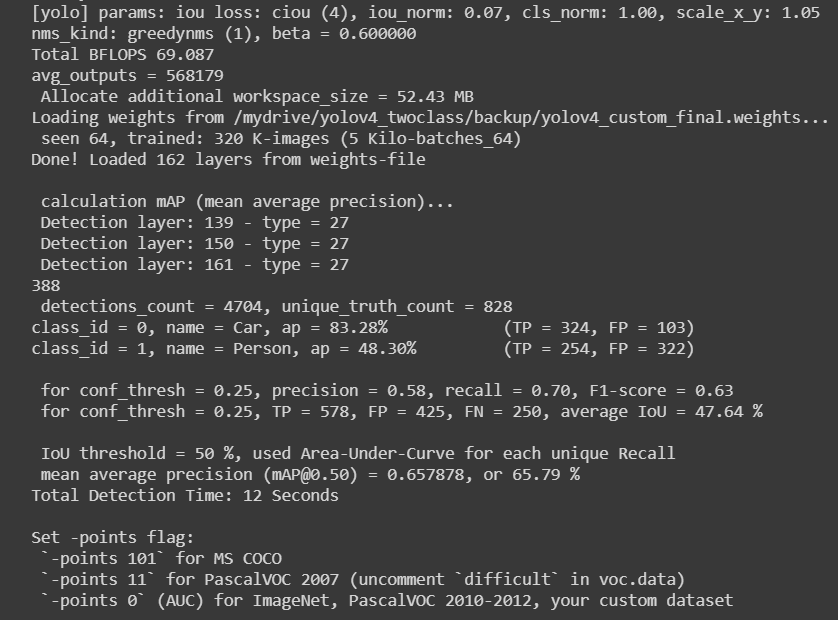 [yolo] params: iou loss: ciou (4), iou_norm: 0.07, cls_norm: 1.00, scale_x_y: 1.05
nms_kind: greedynms (1), beta = 0.600000
Total BFLOPS 69.087
avg_outputs = 568179
Allocate additional workspace_size = 52.43 MB
Loading weights from /mydrive/yolov4_twoclass/backup/yolov4_custom_final.weights...
seen 64, trained: 320 K-images (5 Kilo-batches_64)
Done! Loaded 162 layers from weights-file
calculation mAP (mean average precision)...
Detection layer: 139 - type = 27
Detection layer: 150 - type = 27
Detection layer: 161 - type = 27
388
detections_count = 4704, unique_truth_count = 828
class_id = 0, name = Car, ap = 83.28% (TP = 324, FP = 103)
class_id = 1, name = Person, ap = 48.30% (TP = 254, FP = 322)
for conf_thresh = 0.25, precision = 0.58, recall = 0.70, F1-score = 0.63
for conf_thresh = 0.25, TP = 578, FP = 425, FN = 250, average IoU = 47.64 %
IoU threshold = 50 %, used Area-Under-Curve for each unique Recall
mean average precision (mAP@0.50) = 0.657878, or 65.79 %
Total Detection Time: 12 Seconds
Set -points flag:
`-points 101` for MS COCO
`-points 11` for PascalVOC 2007 (uncomment `difficult` in voc.data)
`-points 0` (AUC) for ImageNet, PascalVOC 2010-2012, your custom dataset